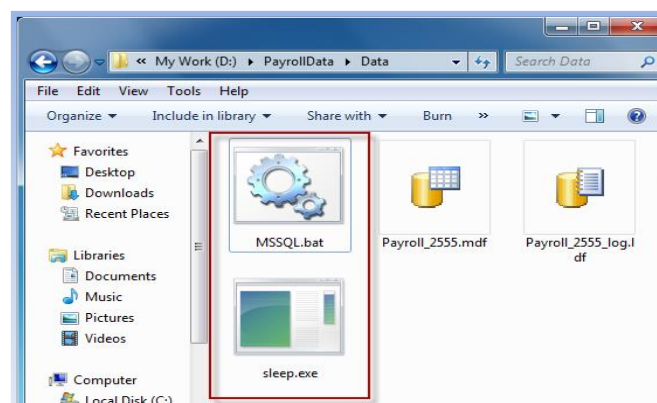 « My Work (D:) ▸ PayrollData ▸ Data
Search Data
File Edit View Tools Help
Organize ▾ Include in library ▾ Share with ▾ Burn »
Favorites
Desktop
Downloads
Recent Places
Libraries
Documents
Music
Pictures
Videos
Computer
Local Disk (C:)
MSSQL.bat
Payroll_2555.mdf
Payroll_2555_log.l
df
sleep.exe